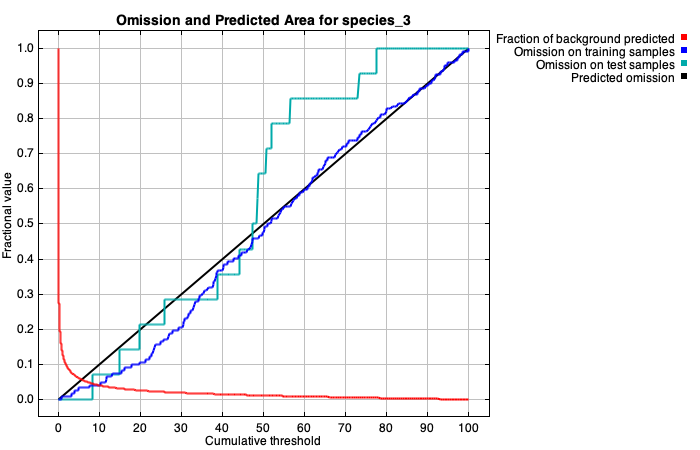 Omission and Predicted Area for species_3
Fraction of background predicted
Omission on training samples
Omission on test samples
Predicted omission
Fractional value
1.0
0.9
0.8
0.7
0.6
0.5
0.4
0.3
0.2
0.1
0.0
0 10 20 30 40 50 60 70 80 90 100
Cumulative threshold